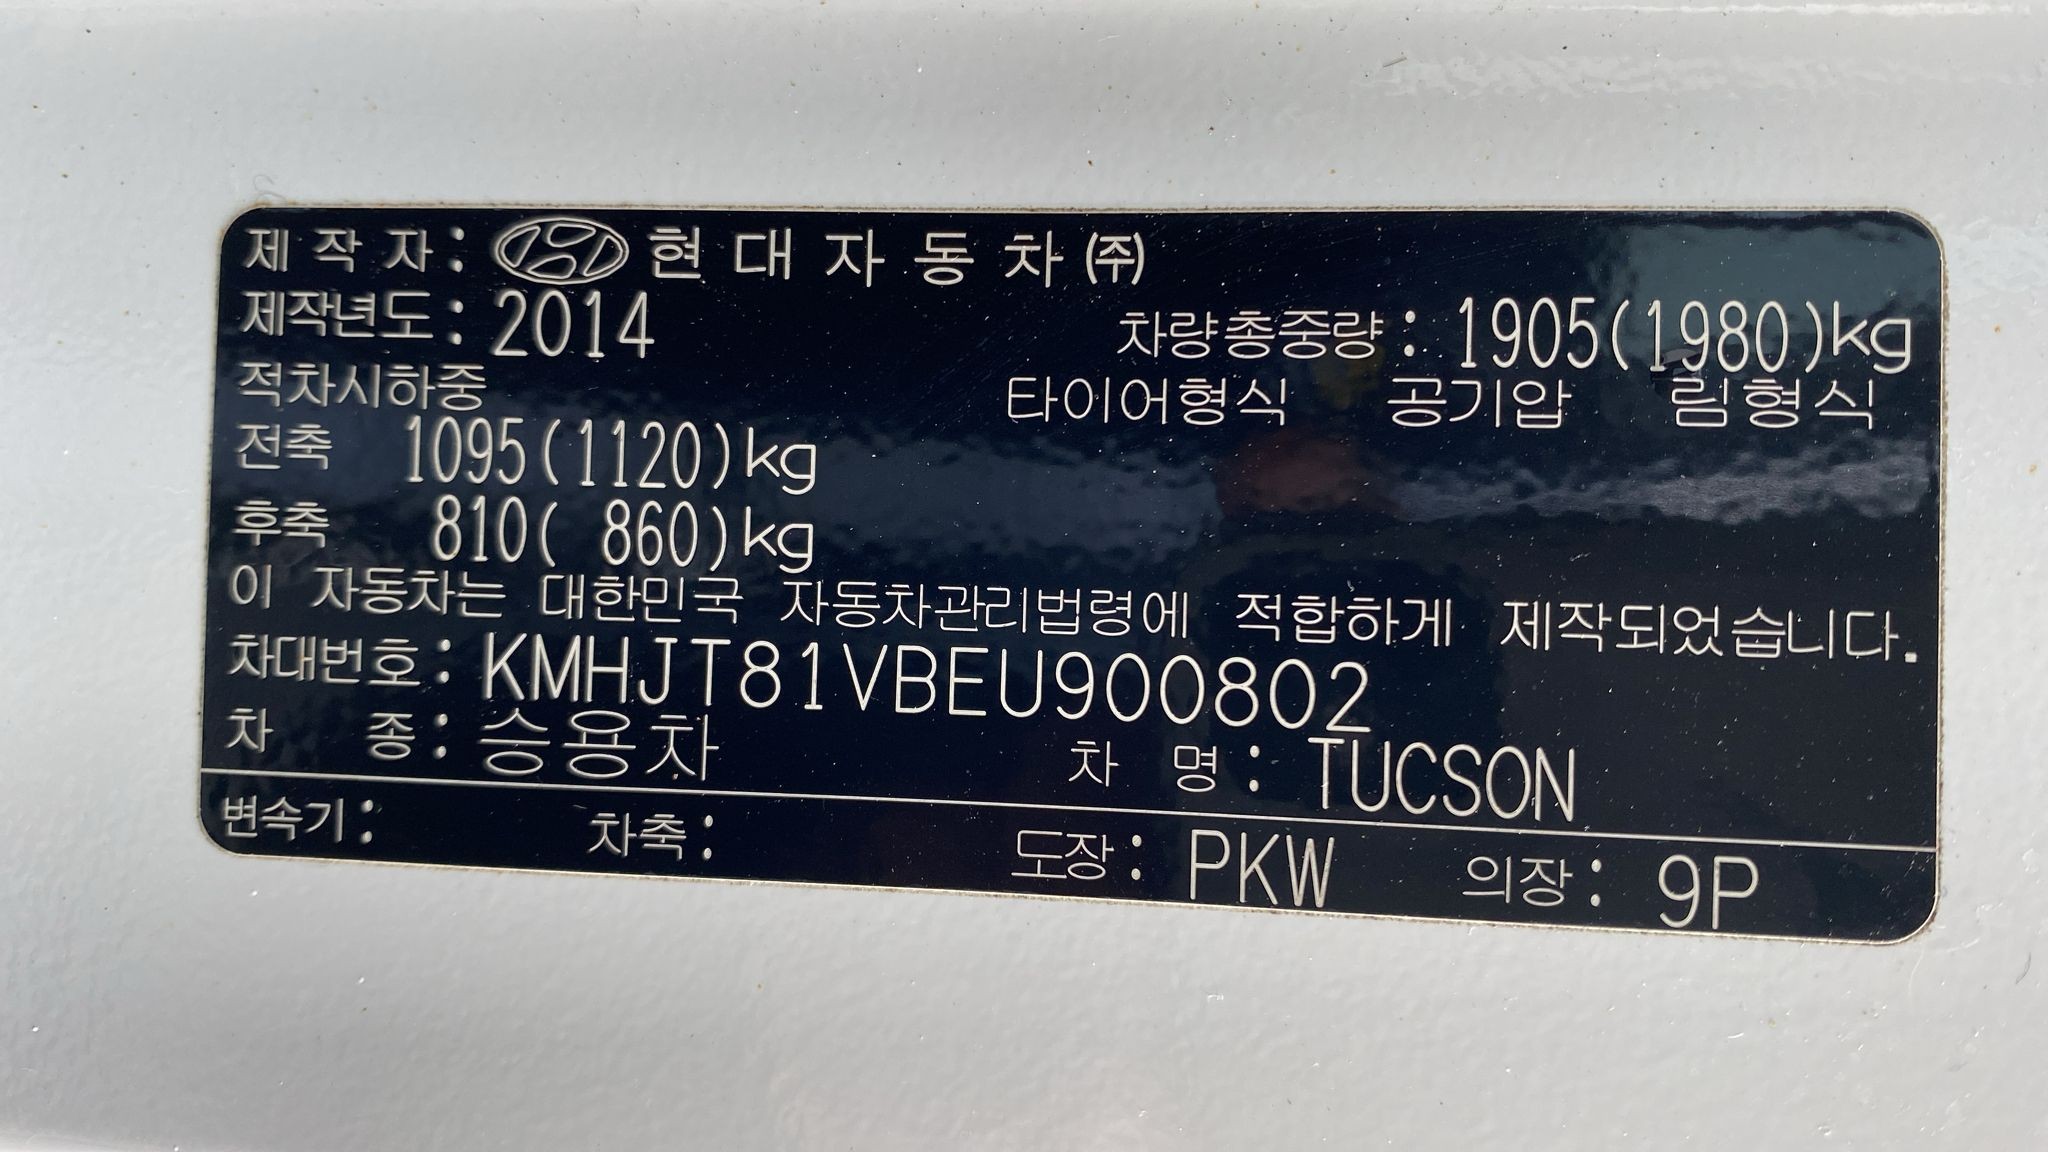 제 작 자 : 현 대 자 동 차 ㈜
제작년도 : 2014
차량총중량 : 1905(1980)kg
적차시하중
타이어형식 공기압 림형식
전축 1095(1120)kg
후축 810( 860)kg
이 자동차는 대한민국 자동차관리법령에 적합하게 제작되었습니다.
차대번호 : KMHJT81VBEU900802
차 종 : 승용차 차 명 : TUCSON
변속기 : 차축 : 도장 : PKW 의장 : 9P